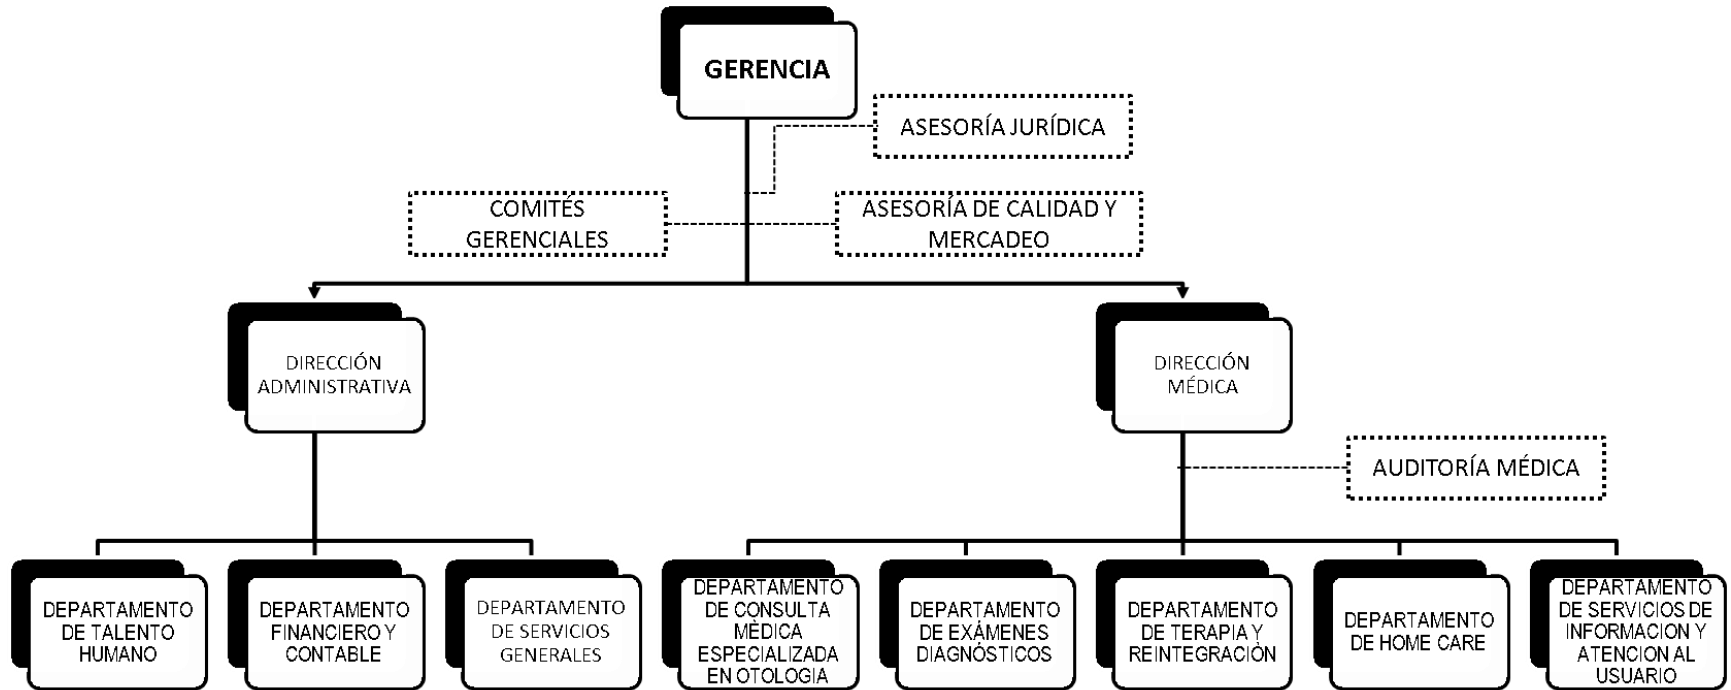 GERENCIA
ASESORÍA JURÍDICA
COMITÉS
GERENCIALES
ASESORÍA DE CALIDAD Y
MERCADEO
DIRECCIÓN
ADMINISTRATIVA
DIRECCIÓN
MÉDICA
AUDITORÍA MÉDICA
DEPARTAMENTO
DE TALENTO
HUMANO
DEPARTAMENTO
FINANCIERO Y
CONTABLE
DEPARTAMENTO
DE SERVICIOS
GENERALES
DEPARTAMENTO
DE CONSULTA
MÈDICA
ESPECIALIZADA
EN OTOLOGIA
DEPARTAMENTO
DE EXÁMENES
DIAGNÓSTICOS
DEPARTAMENTO
DE TERAPIA Y
REINTEGRACIÒN
DEPARTAMENTO
DE HOME CARE
DEPARTAMENTO
DE SERVICIOS DE
INFORMACION Y
ATENCION AL
USUARIO